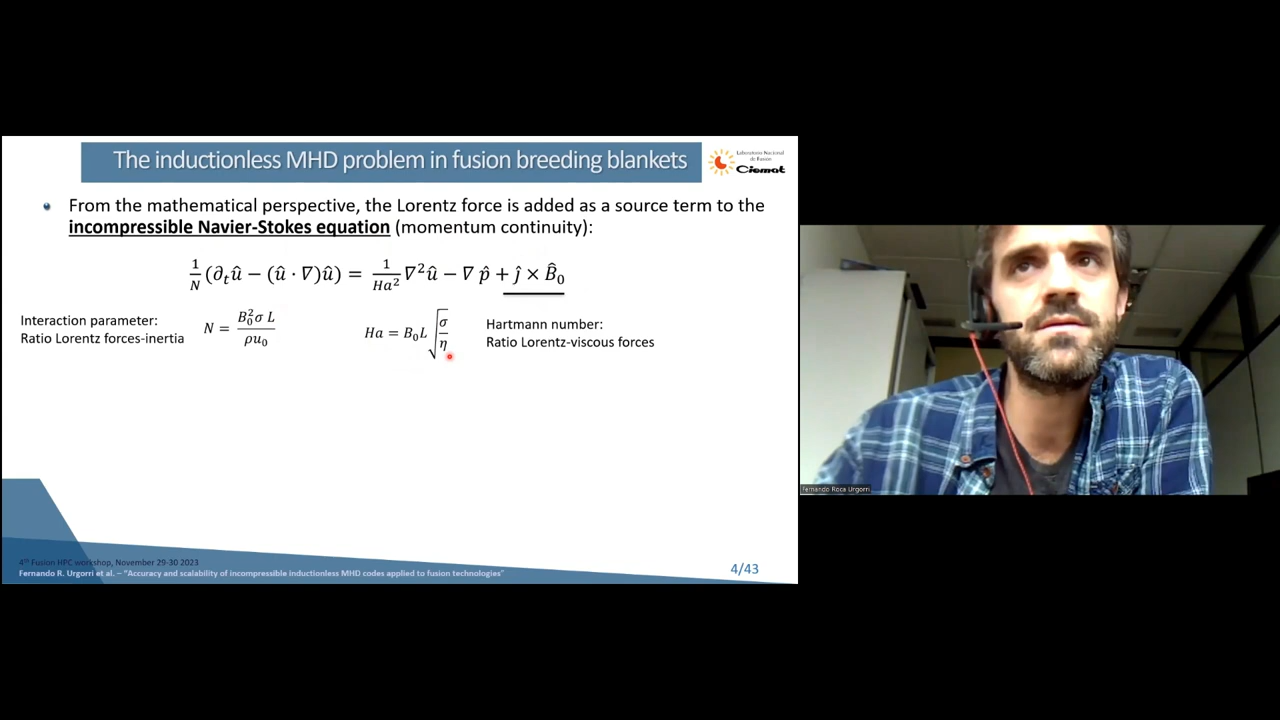 The inductionless MHD problem in fusion breeding blankets
Laboratorio Nacional
de Fusión
Ciemat
From the mathematical perspective, the Lorentz force is added as a source term to the
incompressible Navier-Stokes equation (momentum continuity):
1/N (∂ₜû − (û · ∇)û) = 1/Ha² ∇²û − ∇ p̂ + ĵ × B̂₀
Interaction parameter:
Ratio Lorentz forces-inertia
N = B₀²σ L / ρu₀
Ha = B₀L √(σ/η)
Hartmann number:
Ratio Lorentz-viscous forces
4TH Fusion HPC workshop, November 29-30 2023
Fernando R. Urgorri et al. – "Accuracy and scalability of incompressible inductionless MHD codes applied to fusion technologies"
4/43
Fernando Roca Urgorri